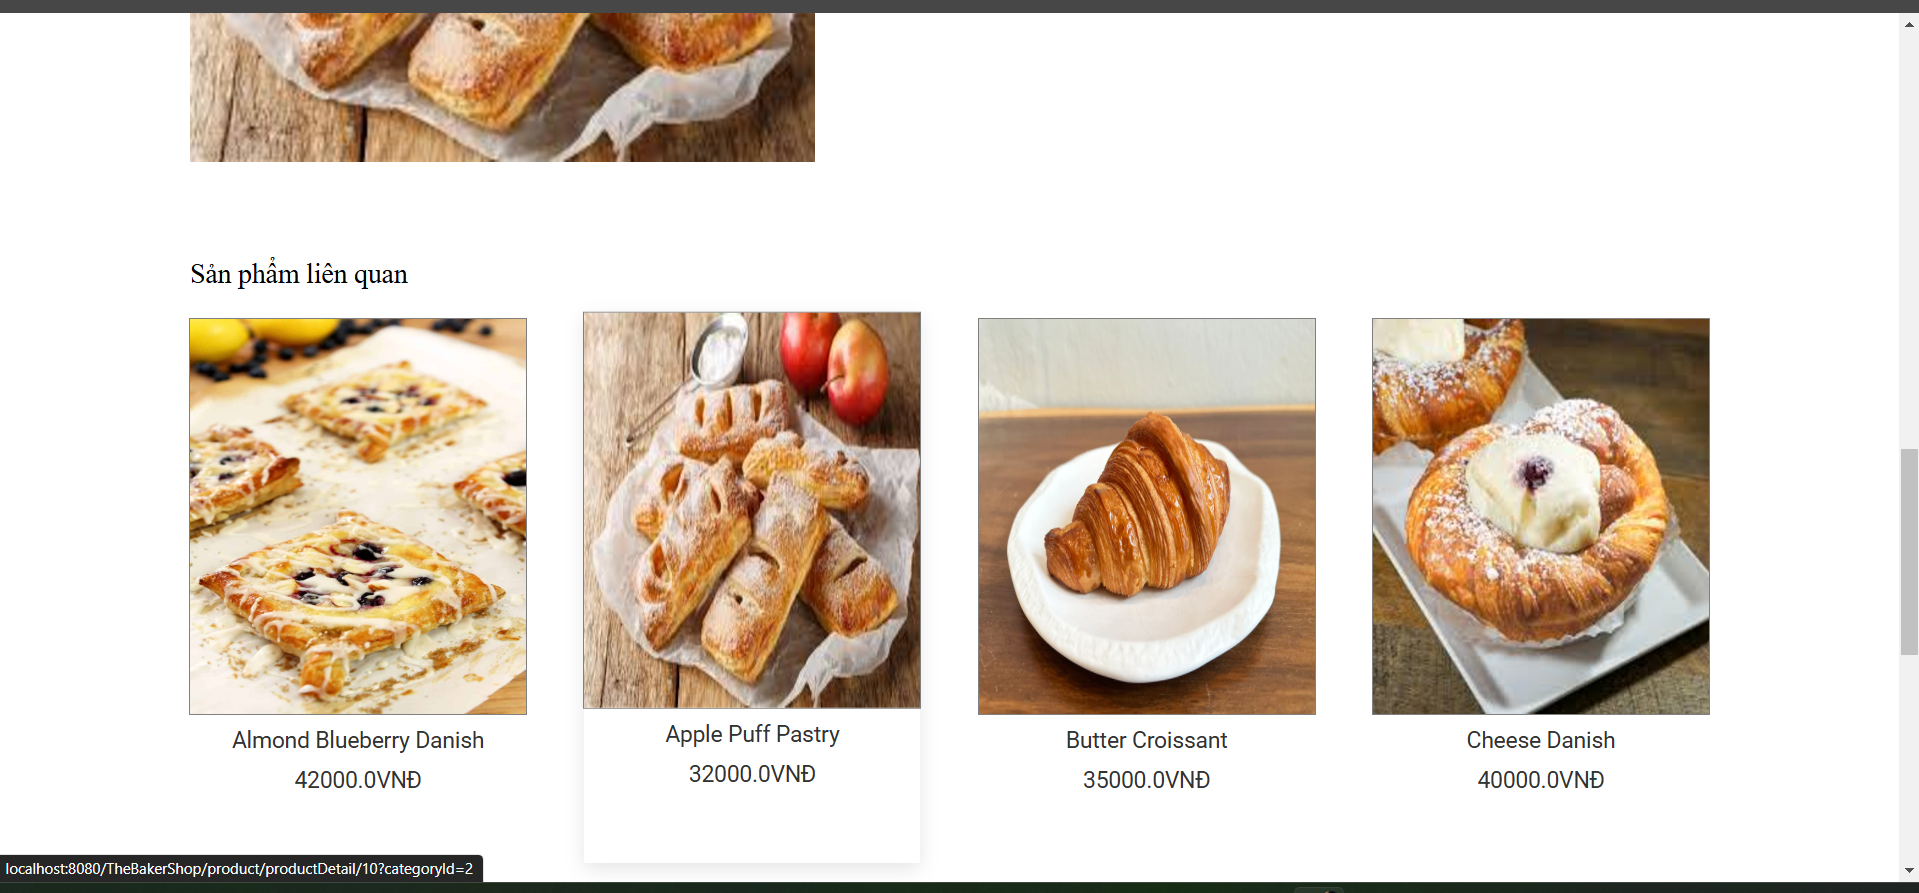 Sản phẩm liên quan
Almond Blueberry Danish
42000.0VNĐ
Apple Puff Pastry
32000.0VNĐ
Butter Croissant
35000.0VNĐ
Cheese Danish
40000.0VNĐ
localhost:8080/TheBakerShop/product/productDetail/10?categoryId=2